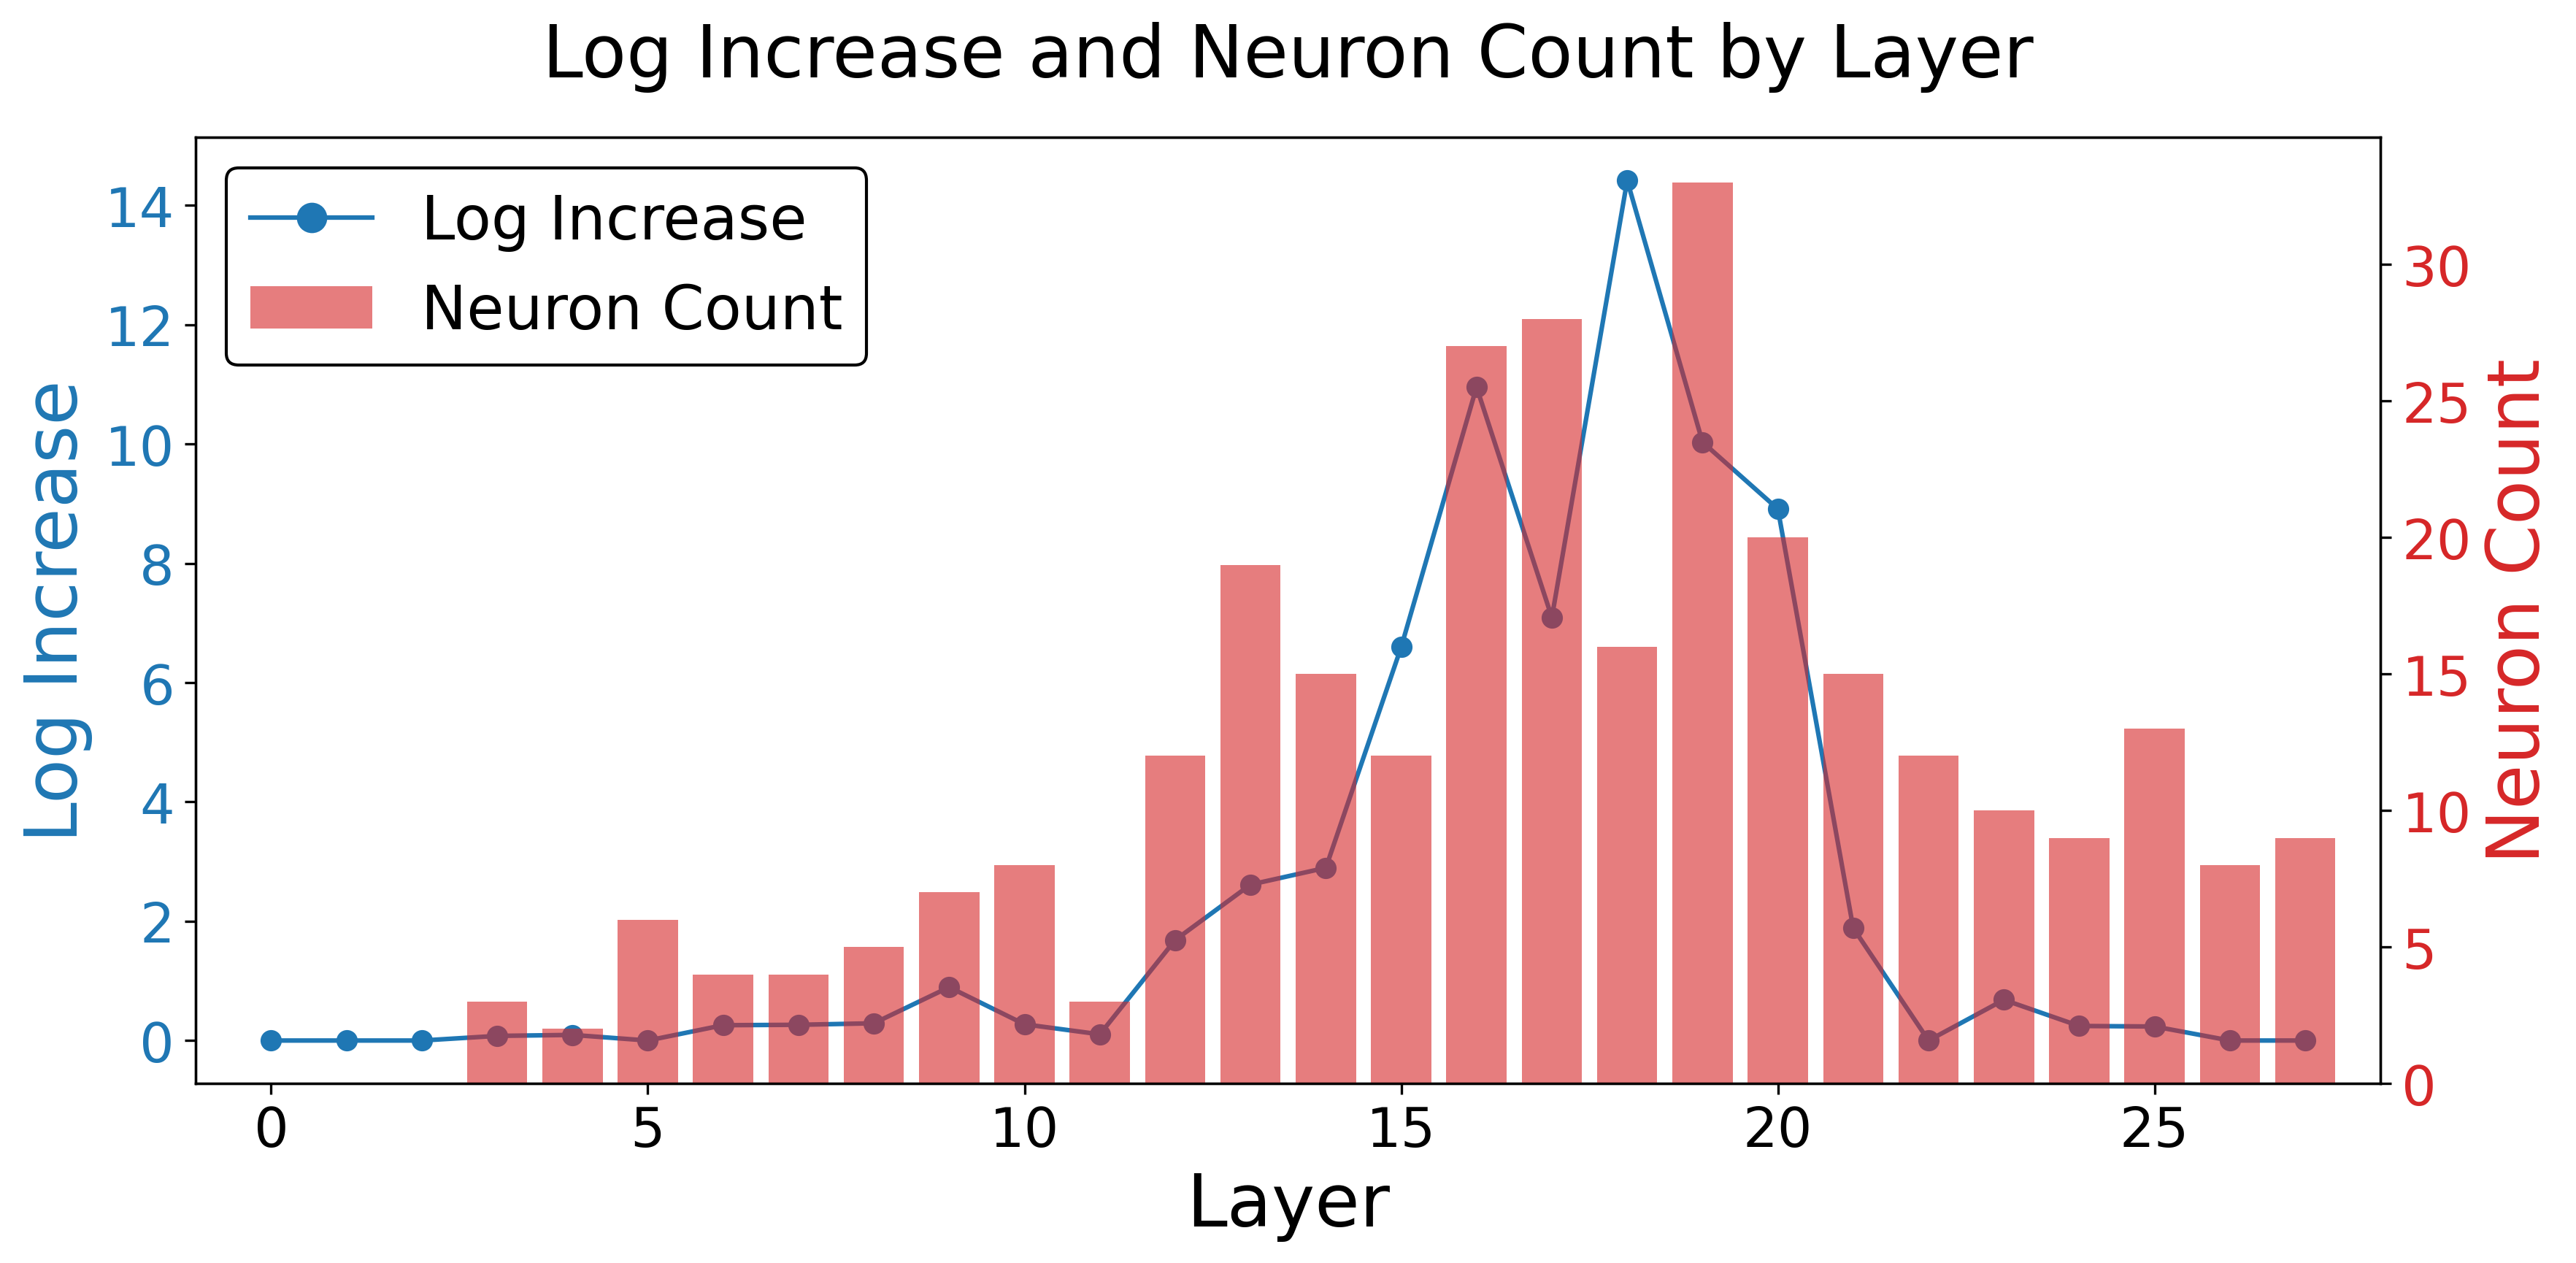 Log Increase and Neuron Count by Layer
Log Increase
Neuron Count
Log Increase
14
12
10
8
6
4
2
0
30
25
20
15
10
5
0
Neuron Count
0 5 10 15 20 25
Layer